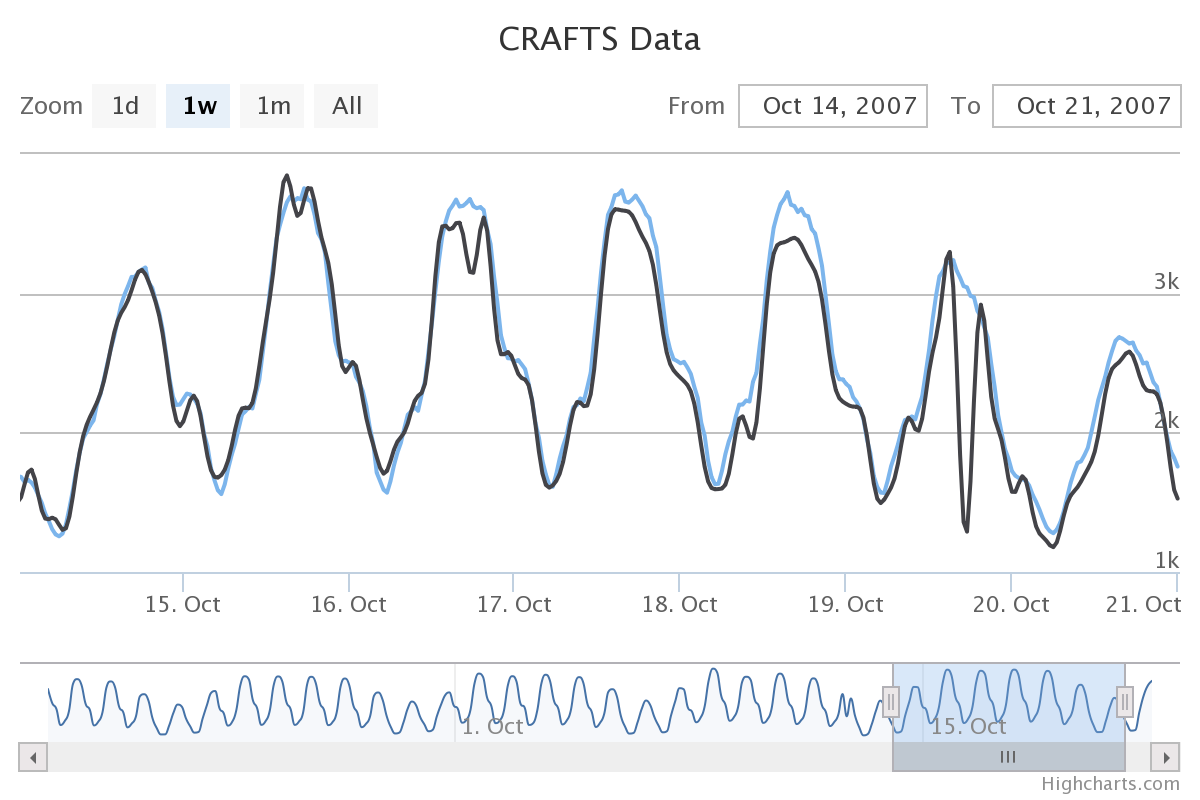 CRAFTS Data
Zoom 1d 1w 1m All From Oct 14, 2007 To Oct 21, 2007
3k
2k
1k
15. Oct 16. Oct 17. Oct 18. Oct 19. Oct 20. Oct 21. Oct
1. Oct 15. Oct
Highcharts.com